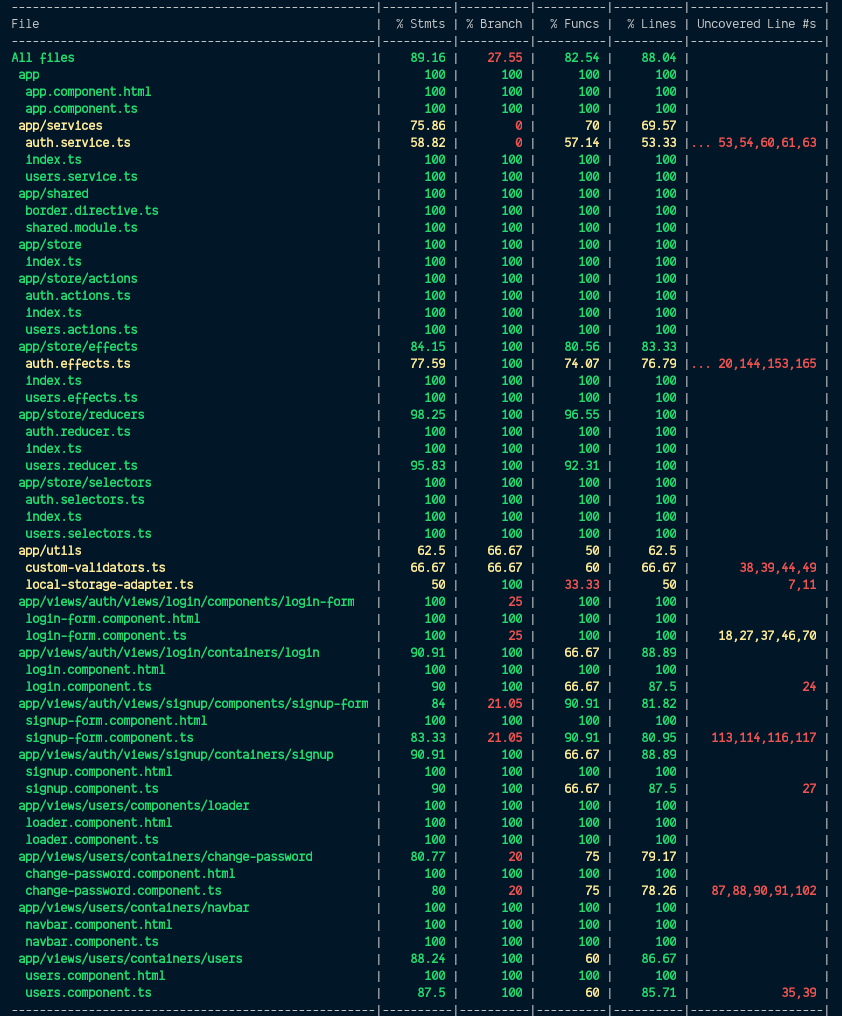 -----------------------------------------------------|----------|----------|----------|----------|-------------------|
File | % Stmts | % Branch | % Funcs | % Lines | Uncovered Line #s |
-----------------------------------------------------|----------|----------|----------|----------|-------------------|
All files | 89.16 | 27.55 | 82.54 | 88.04 | |
app | 100 | 100 | 100 | 100 | |
app.component.html | 100 | 100 | 100 | 100 | |
app.component.ts | 100 | 100 | 100 | 100 | |
app/services | 75.86 | 0 | 70 | 69.57 | |
auth.service.ts | 58.82 | 0 | 57.14 | 53.33 |... 53,54,60,61,63 |
index.ts | 100 | 100 | 100 | 100 | |
users.service.ts | 100 | 100 | 100 | 100 | |
app/shared | 100 | 100 | 100 | 100 | |
border.directive.ts | 100 | 100 | 100 | 100 | |
shared.module.ts | 100 | 100 | 100 | 100 | |
app/store | 100 | 100 | 100 | 100 | |
index.ts | 100 | 100 | 100 | 100 | |
app/store/actions | 100 | 100 | 100 | 100 | |
auth.actions.ts | 100 | 100 | 100 | 100 | |
index.ts | 100 | 100 | 100 | 100 | |
users.actions.ts | 100 | 100 | 100 | 100 | |
app/store/effects | 84.15 | 100 | 80.56 | 83.33 | |
auth.effects.ts | 77.59 | 100 | 74.07 | 76.79 |... 20,144,153,165 |
index.ts | 100 | 100 | 100 | 100 | |
users.effects.ts | 100 | 100 | 100 | 100 | |
app/store/reducers | 98.25 | 100 | 96.55 | 100 | |
auth.reducer.ts | 100 | 100 | 100 | 100 | |
index.ts | 100 | 100 | 100 | 100 | |
users.reducer.ts | 95.83 | 100 | 92.31 | 100 | |
app/store/selectors | 100 | 100 | 100 | 100 | |
auth.selectors.ts | 100 | 100 | 100 | 100 | |
index.ts | 100 | 100 | 100 | 100 | |
users.selectors.ts | 100 | 100 | 100 | 100 | |
app/utils | 62.5 | 66.67 | 50 | 62.5 | |
custom-validators.ts | 66.67 | 66.67 | 60 | 66.67 | 38,39,44,49 |
local-storage-adapter.ts | 50 | 100 | 33.33 | 50 | 7,11 |
app/views/auth/views/login/components/login-form | 100 | 25 | 100 | 100 | |
login-form.component.html | 100 | 100 | 100 | 100 | |
login-form.component.ts | 100 | 25 | 100 | 100 | 18,27,37,46,70 |
app/views/auth/views/login/containers/login | 90.91 | 100 | 66.67 | 88.89 | |
login.component.html | 100 | 100 | 100 | 100 | |
login.component.ts | 90 | 100 | 66.67 | 87.5 | 24 |
app/views/auth/views/signup/components/signup-form | 84 | 21.05 | 90.91 | 81.82 | |
signup-form.component.html | 100 | 100 | 100 | 100 | |
signup-form.component.ts | 83.33 | 21.05 | 90.91 | 80.95 | 113,114,116,117 |
app/views/auth/views/signup/containers/signup | 90.91 | 100 | 66.67 | 88.89 | |
signup.component.html | 100 | 100 | 100 | 100 | |
signup.component.ts | 90 | 100 | 66.67 | 87.5 | 27 |
app/views/users/components/loader | 100 | 100 | 100 | 100 | |
loader.component.html | 100 | 100 | 100 | 100 | |
loader.component.ts | 100 | 100 | 100 | 100 | |
app/views/users/containers/change-password | 80.77 | 20 | 75 | 79.17 | |
change-password.component.html | 100 | 100 | 100 | 100 | |
change-password.component.ts | 80 | 20 | 75 | 78.26 | 87,88,90,91,102 |
app/views/users/containers/navbar | 100 | 100 | 100 | 100 | |
navbar.component.html | 100 | 100 | 100 | 100 | |
navbar.component.ts | 100 | 100 | 100 | 100 | |
app/views/users/containers/users | 88.24 | 100 | 60 | 86.67 | |
users.component.html | 100 | 100 | 100 | 100 | |
users.component.ts | 87.5 | 100 | 60 | 85.71 | 35,39 |
-----------------------------------------------------|----------|----------|----------|----------|-------------------|